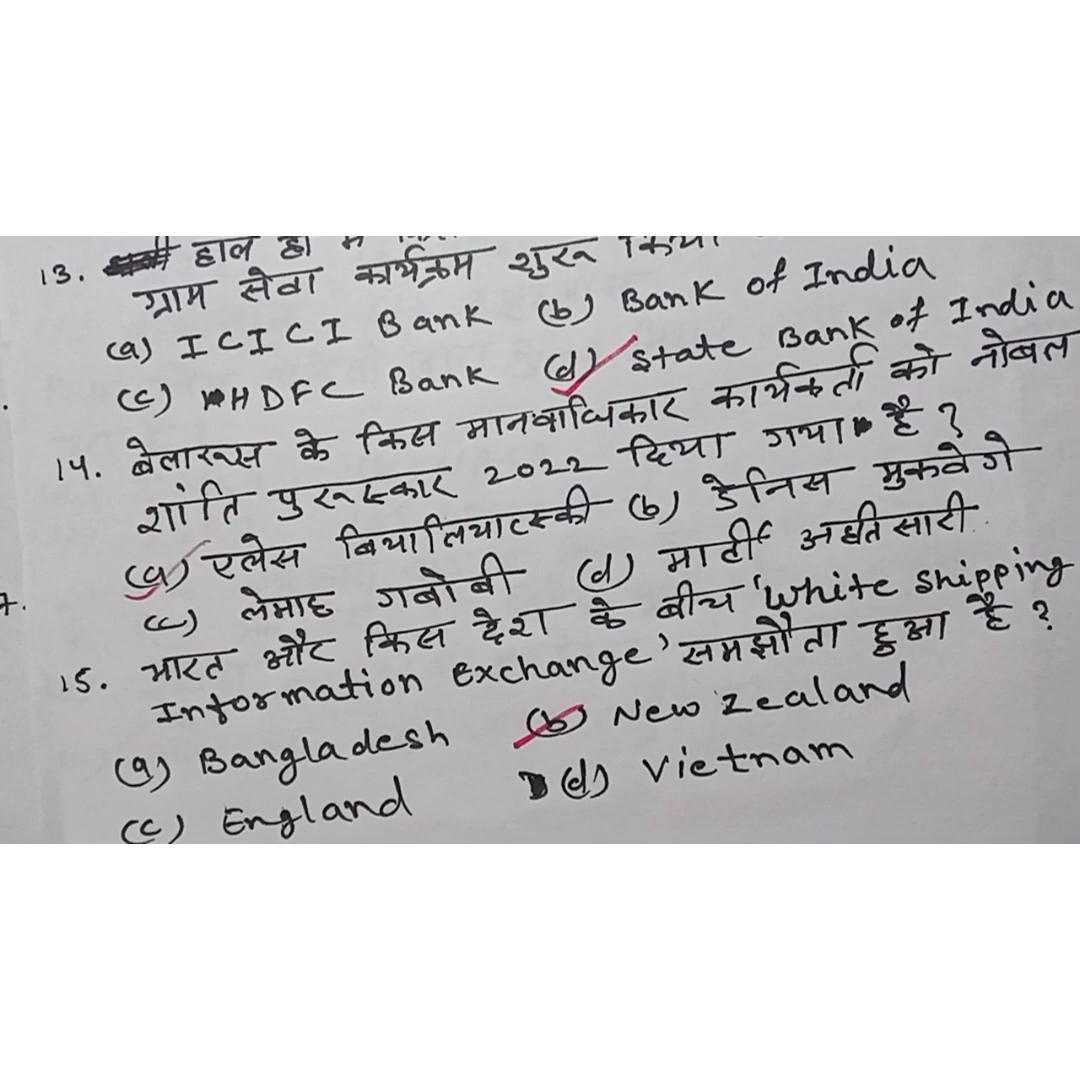 13. हाल ही में
ग्राम सेवा कार्यक्रम शुरू किया
(a) ICICI Bank (b) Bank of India
(c) HDFC Bank (d) State Bank of India
14. बेलारूस के किस मानवाधिकार कार्यकर्ता को नोबल
शांति पुरूस्कार 2022 दिया गया है ?
(a) एलेस बियालियाटस्की (b) डेनिस मुकवेगे
(c) लेमाह गबोबी (d) मार्टी अहतिसारी
15. भारत और किस देश के बीच 'White Shipping
Information Exchange' समझौता हुआ है ?
(a) Bangladesh (b) New Zealand
(c) England (d) Vietnam